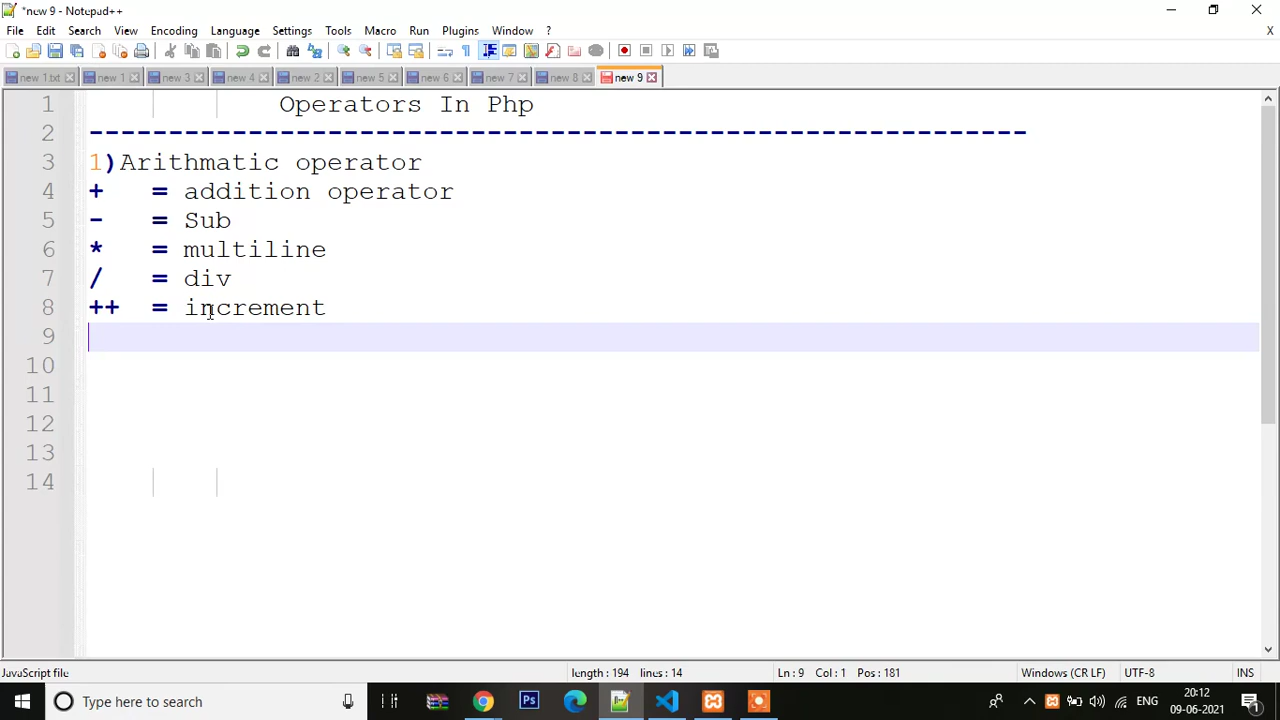 *new 9 - Notepad++
File Edit Search View Encoding Language Settings Tools Macro Run Plugins Window ? X
new 1.txt new 1 new 3 new 4 new 2 new 5 new 6 new 7 new 8 new 9
1 Operators In Php
2 -----------------------------------------------------------
3 1)Arithmatic operator
4 + = addition operator
5 - = Sub
6 * = multiline
7 / = div
8 ++ = increment
9
10
11
12
13
14
JavaScript file length : 194 lines : 14 Ln : 9 Col : 1 Pos : 181 Windows (CR LF) UTF-8 INS
Type here to search Ps ENG 20:12
09-06-2021 1